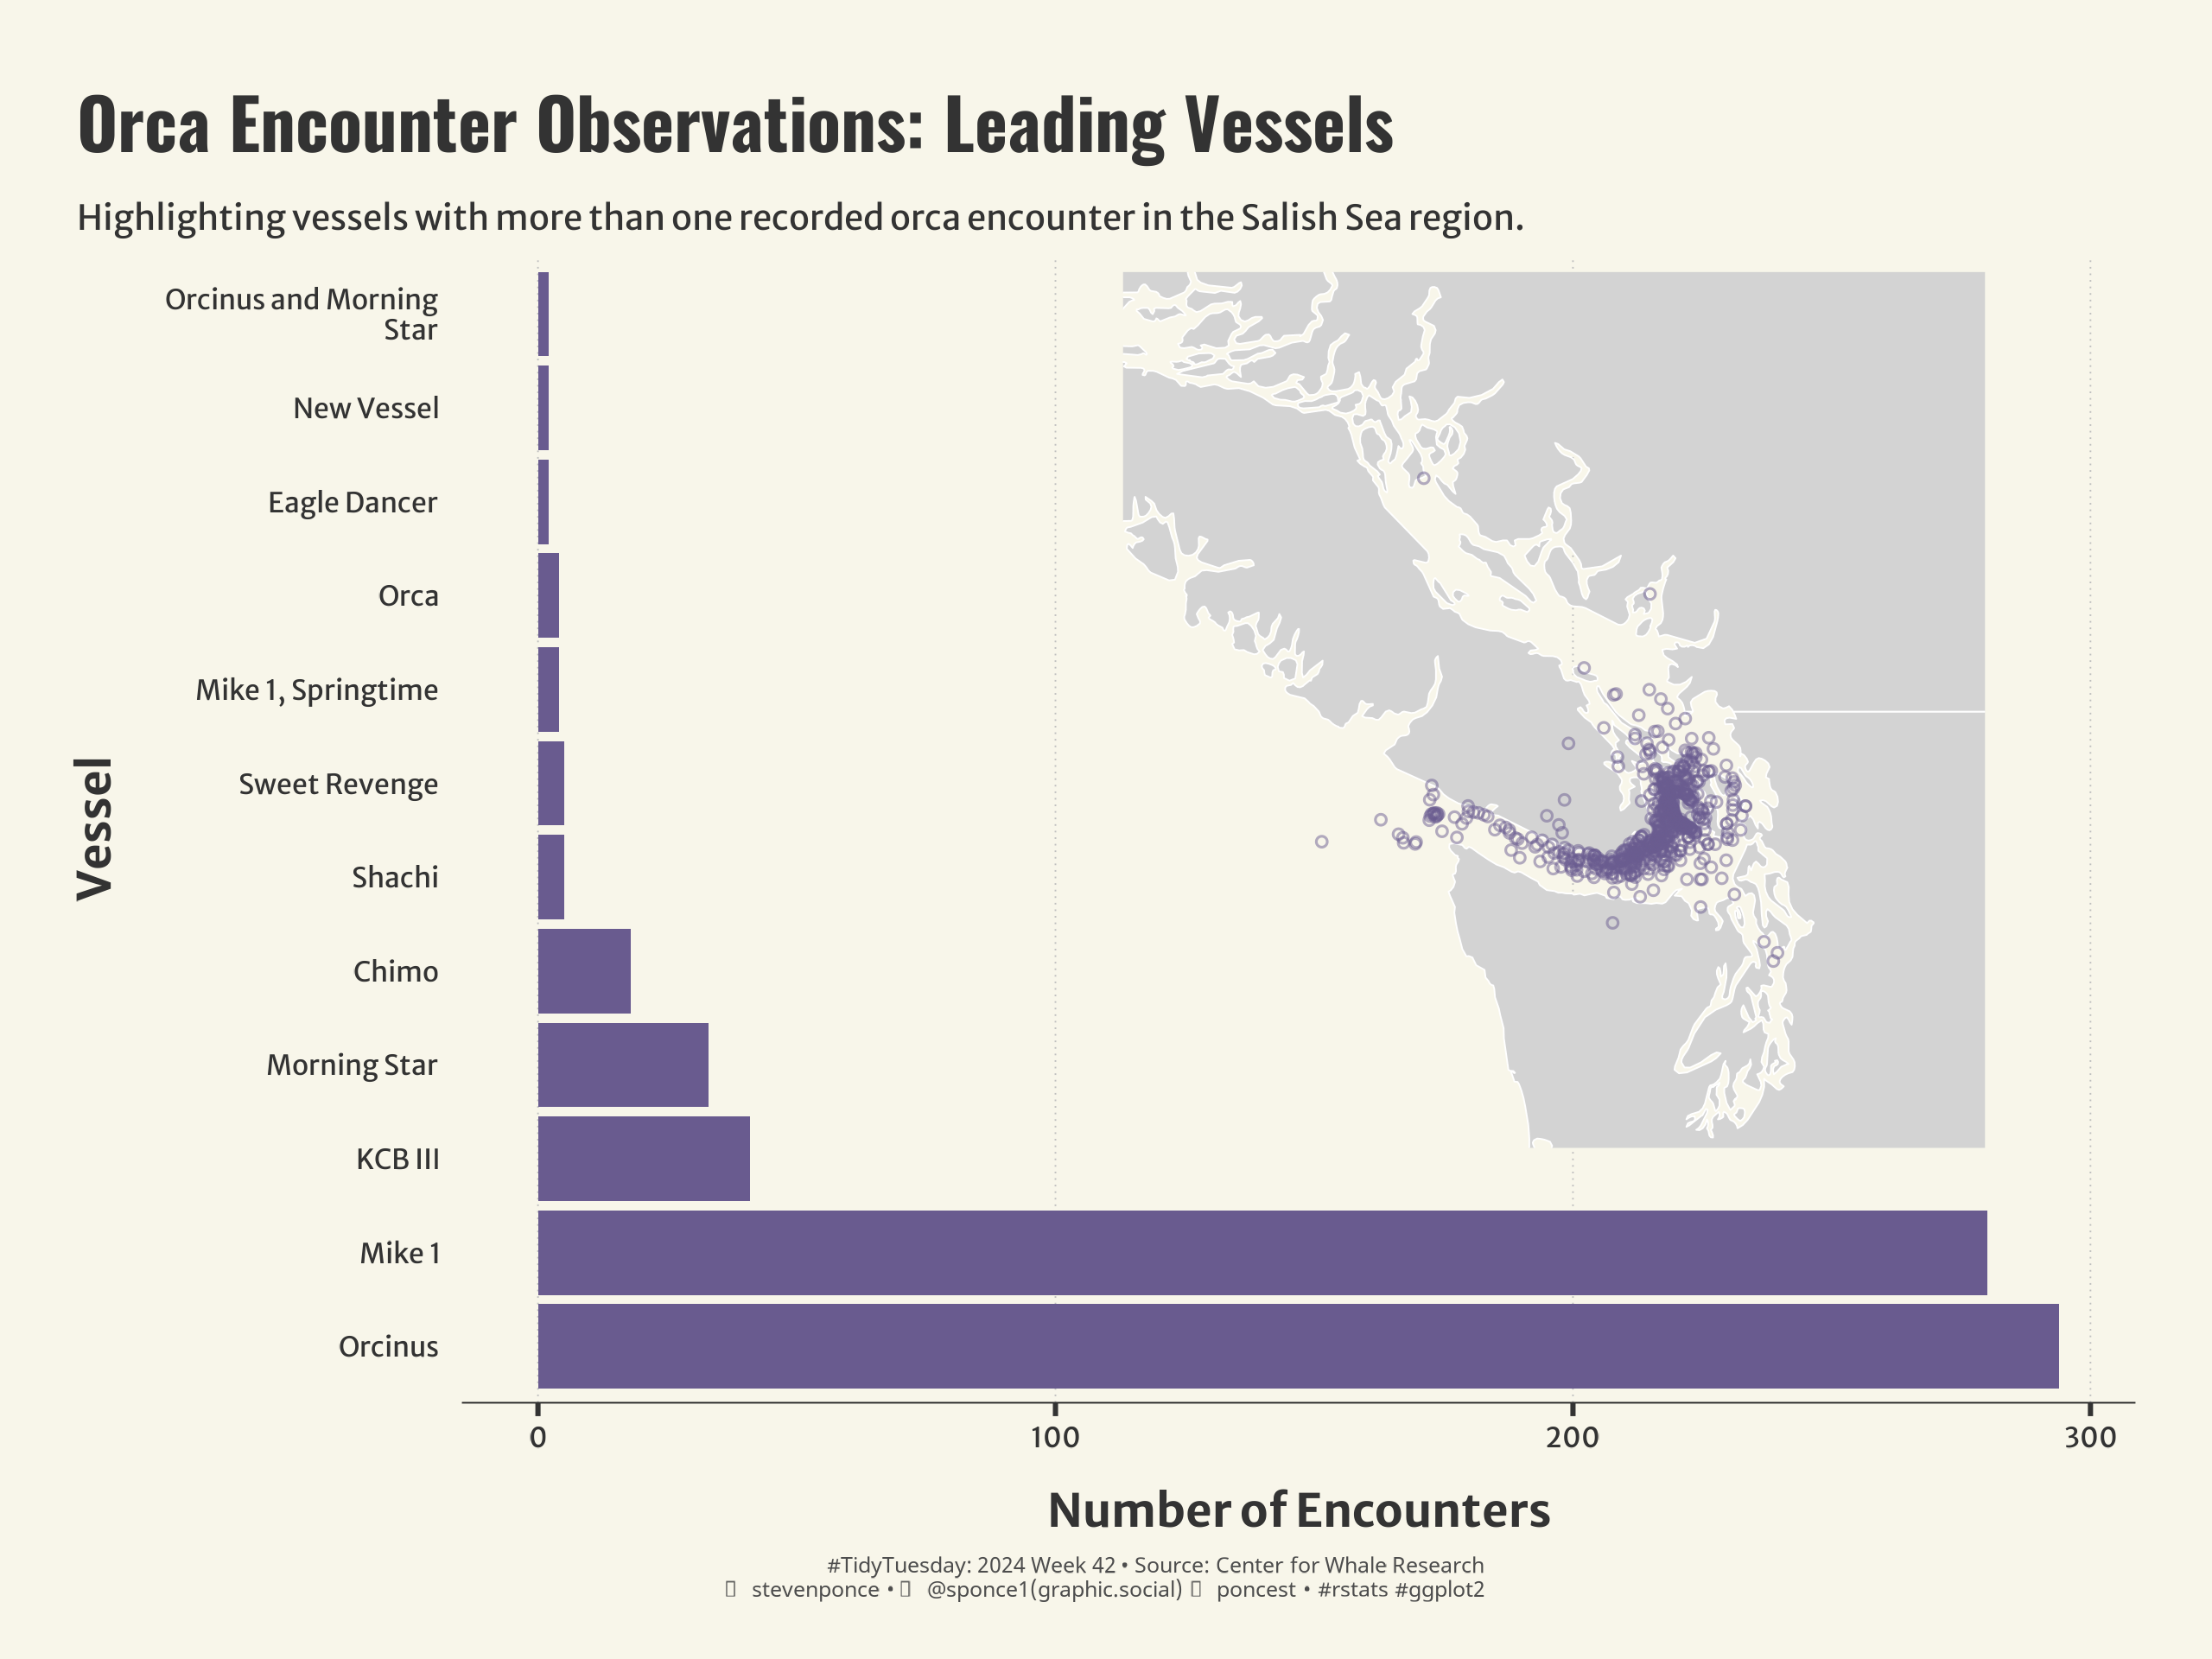 Orca Encounter Observations: Leading Vessels
Highlighting vessels with more than one recorded orca encounter in the Salish Sea region.
Orcinus and Morning
Star
New Vessel
Eagle Dancer
Orca
Mike 1, Springtime
Sweet Revenge
Shachi
Chimo
Morning Star
KCB III
Mike 1
Orcinus
Vessel
0 100 200 300
Number of Encounters
#TidyTuesday: 2024 Week 42 • Source: Center for Whale Research
stevenponce • @sponce1(graphic.social) poncest • #rstats #ggplot2